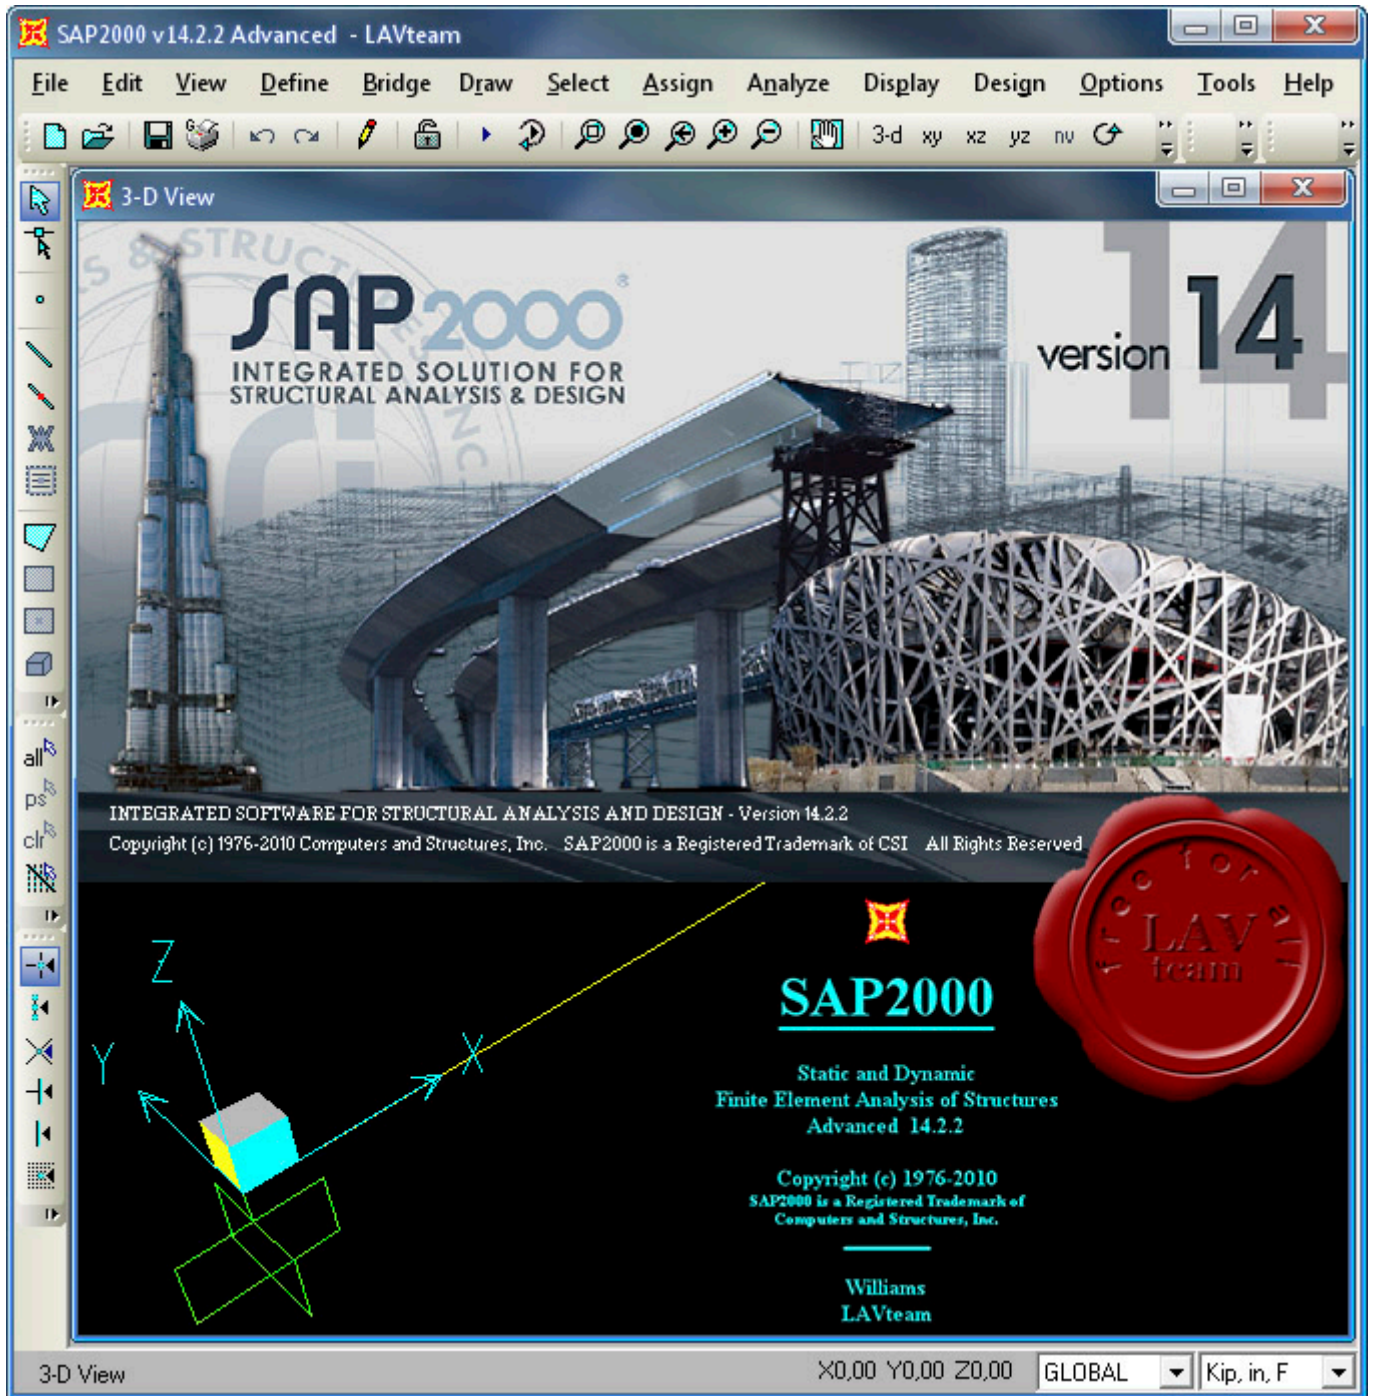 SAP2000 v14.2.2 Advanced - LAVteam
File Edit View Define Bridge Draw Select Assign Analyze Display Design Options Tools Help
3-d xy xz yz nv
3-D View
S & STRUCTURES, INC
SAP2000®
INTEGRATED SOLUTION FOR
STRUCTURAL ANALYSIS & DESIGN
14
version 14
all
ps
clr
INTEGRATED SOFTWARE FOR STRUCTURAL ANALYSIS AND DESIGN - Version 14.2.2
Copyright (c) 1976-2010 Computers and Structures, Inc. SAP2000 is a Registered Trademark of CSI All Rights Reserved
free for all
LAV
team
Z
Y
X
SAP2000
Static and Dynamic
Finite Element Analysis of Structures
Advanced 14.2.2
Copyright (c) 1976-2010
SAP2000 is a Registered Trademark of
Computers and Structures, Inc.
Williams
LAVteam
3-D View
X0,00 Y0,00 Z0,00
GLOBAL
Kip, in, F